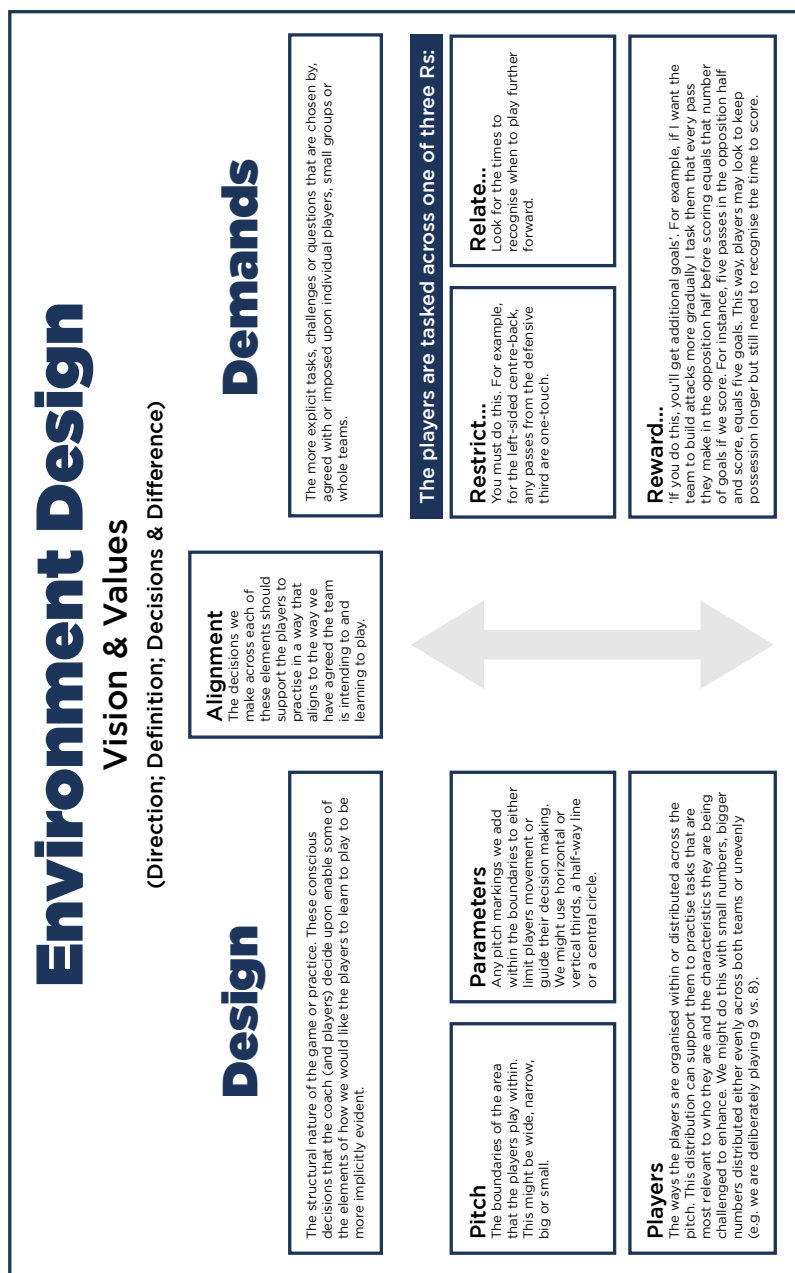 Environment Design
Vision & Values
(Direction; Definition; Decisions & Difference)
Design
The structural nature of the game or practice. These conscious
decisions that the coach (and players) decide upon enable some of
the elements of how we would like the players to learn to play to be
more implicitly evident.
Alignment
The decisions we
make across each of
these elements should
support the players to
practise in a way that
aligns to the way we
have agreed the team
is intending to and
learning to play.
Demands
The more explicit tasks, challenges or questions that are chosen by,
agreed with or imposed upon individual players, small groups or
whole teams.
Pitch
The boundaries of the area
that the players play within.
This might be wide, narrow,
big or small.
Parameters
Any pitch markings we add
within the boundaries to either
limit players movement or
guide their decision making.
We might use horizontal or
vertical thirds, a half-way line
or a central circle.
Players
The ways the players are organised within or distributed across the
pitch. This distribution can support them to practise tasks that are
most relevant to who they are and the characteristics they are being
challenged to enhance. We might do this with small numbers, bigger
numbers distributed either evenly across both teams or unevenly
(e.g. we are deliberately playing 9 vs. 8).
The players are tasked across one of three Rs:
Restrict...
You must do this. For example,
for the left-sided centre-back,
any passes from the defensive
third are one-touch.
Relate...
Look for the times to
recognise when to play further
forward.
Reward...
'If you do this, you'll get additional goals'. For example, if I want the
team to build attacks more gradually I task them that every pass
they make in the opposition half before scoring equals that number
of goals if we score. For instance, five passes in the opposition half
and score, equals five goals. This way, players may look to keep
possession longer but still need to recognise the time to score.